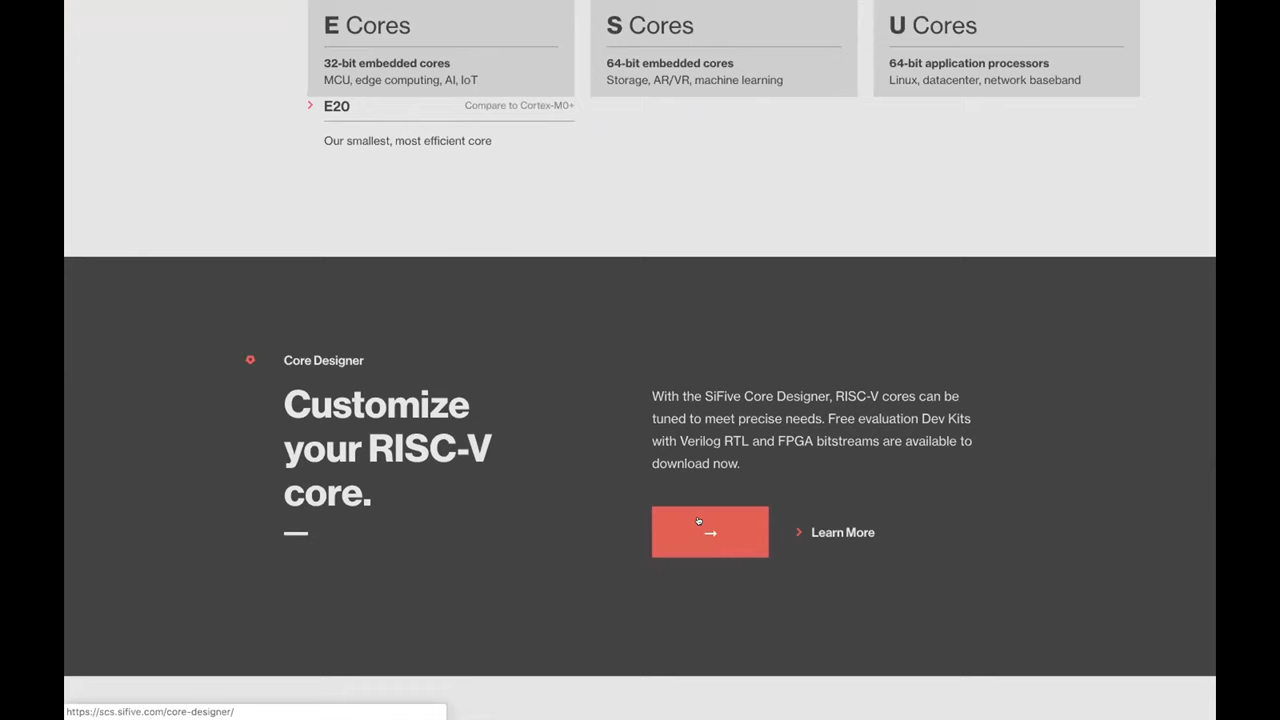 E Cores
32-bit embedded cores
MCU, edge computing, AI, IoT
E20
Compare to Cortex-M0+
Our smallest, most efficient core
S Cores
64-bit embedded cores
Storage, AR/VR, machine learning
U Cores
64-bit application processors
Linux, datacenter, network baseband
Core Designer
Customize
your RISC-V
core.
With the SiFive Core Designer, RISC-V cores can be
tuned to meet precise needs. Free evaluation Dev Kits
with Verilog RTL and FPGA bitstreams are available to
download now.
Learn More
https://scs.sifive.com/core-designer/